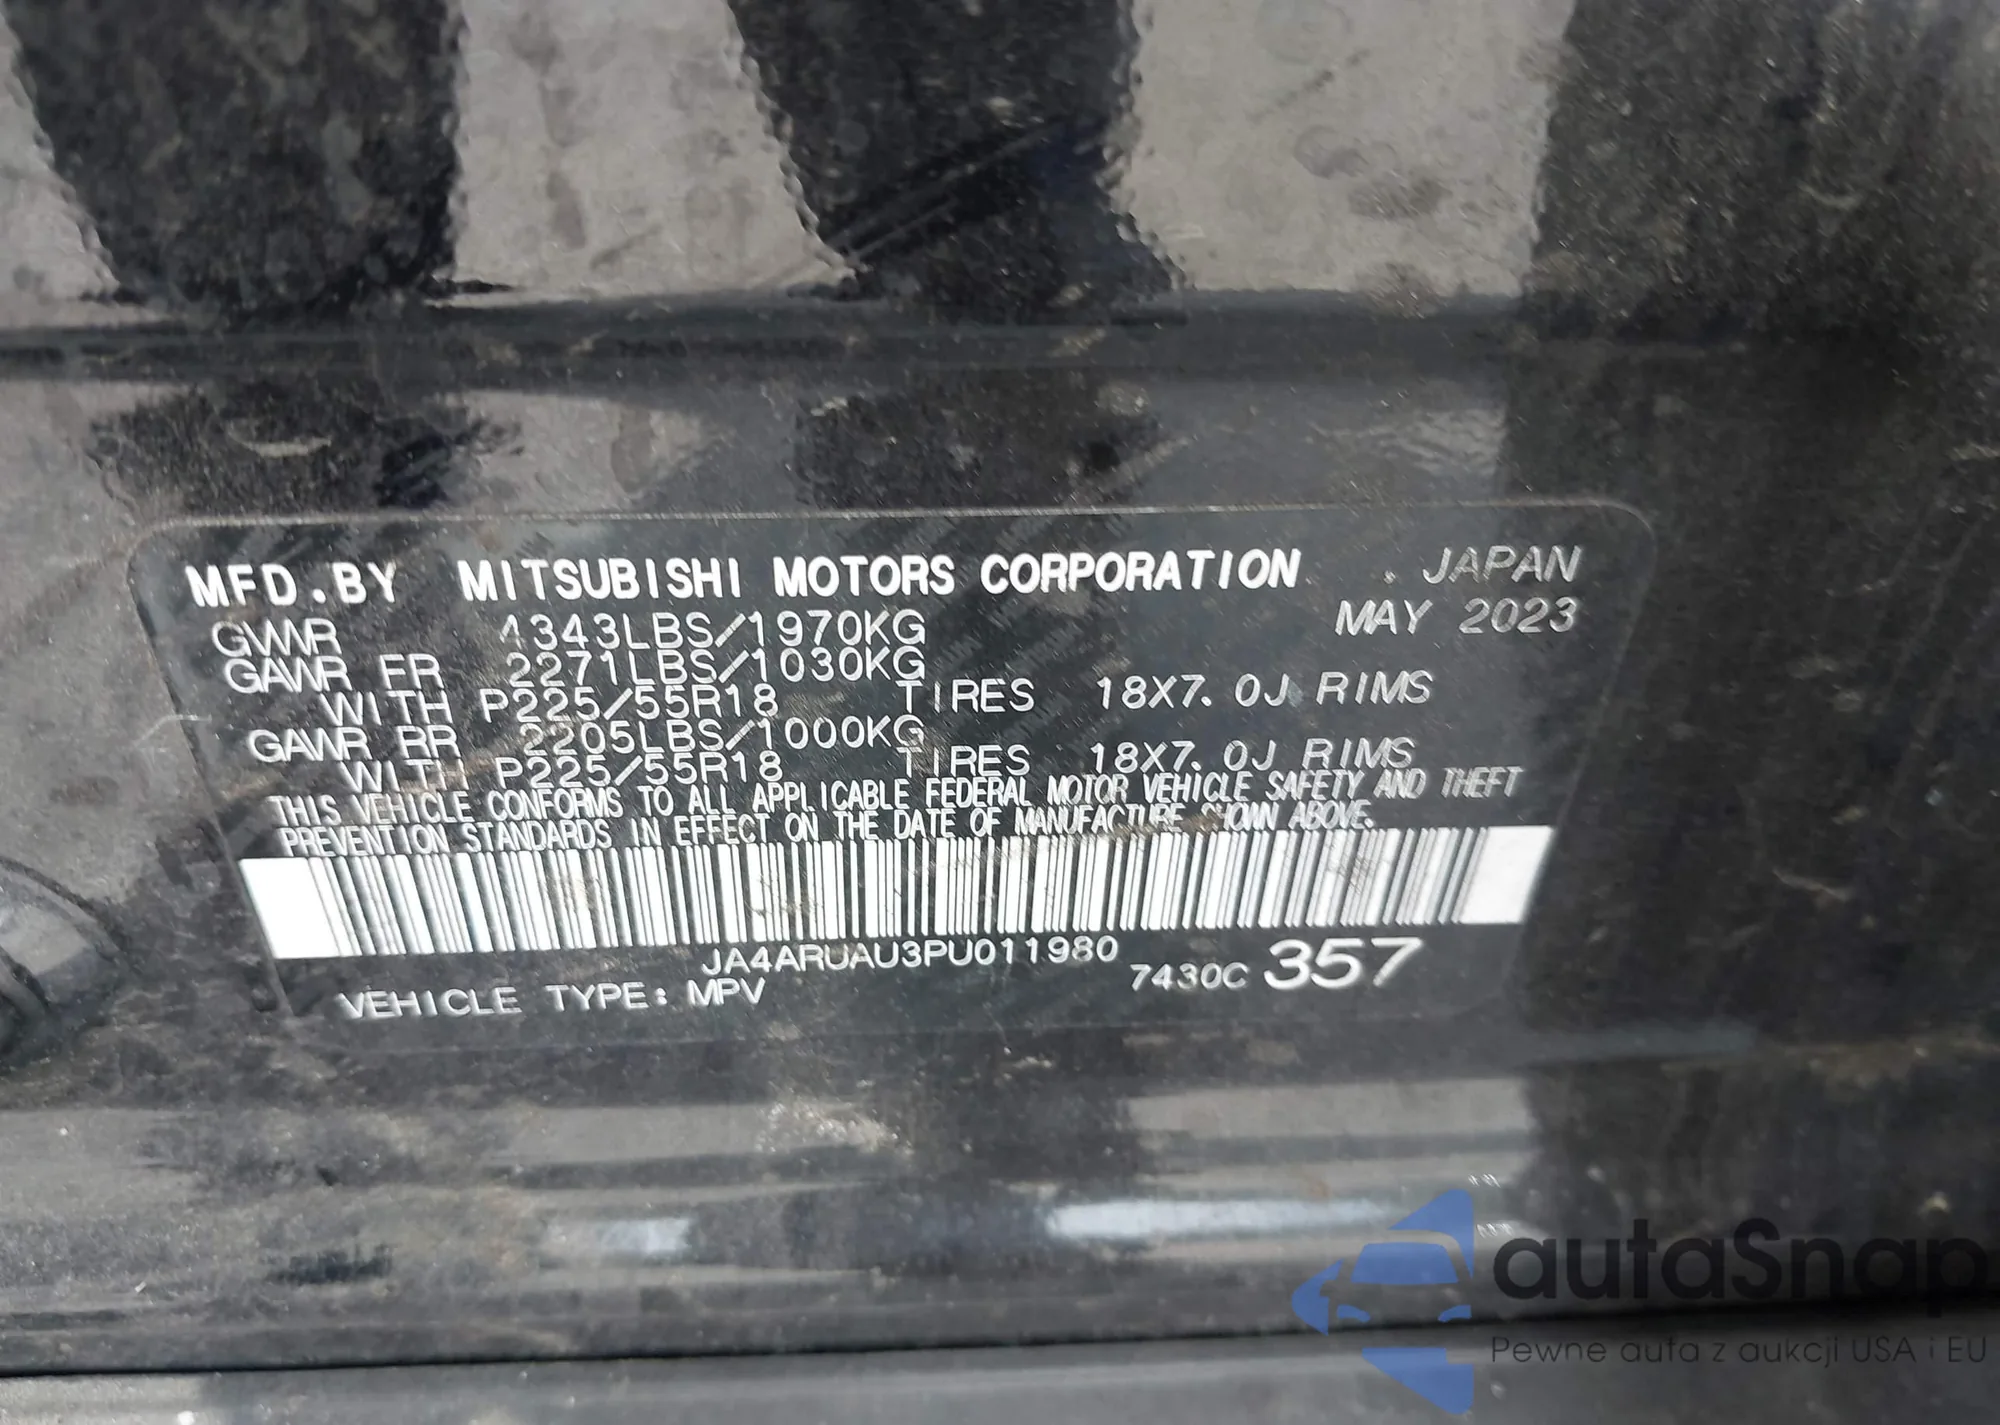 MFD.BY MITSUBISHI MOTORS CORPORATION . JAPAN
GVWR 4343LBS/1970KG MAY 2023
GAWR FR 2271LBS/1030KG
WITH P225/55R18 TIRES 18X7.0J RIMS
GAWR RR 2205LBS/1000KG
WITH P225/55R18 TIRES 18X7.0J RIMS
THIS VEHICLE CONFORMS TO ALL APPLICABLE FEDERAL MOTOR VEHICLE SAFETY AND THEFT
PREVENTION STANDARDS IN EFFECT ON THE DATE OF MANUFACTURE SHOWN ABOVE.
JA4ARUAU3PU011980
VEHICLE TYPE: MPV 7430C 357
autaSnap
Pewne auta z aukcji USA i EU